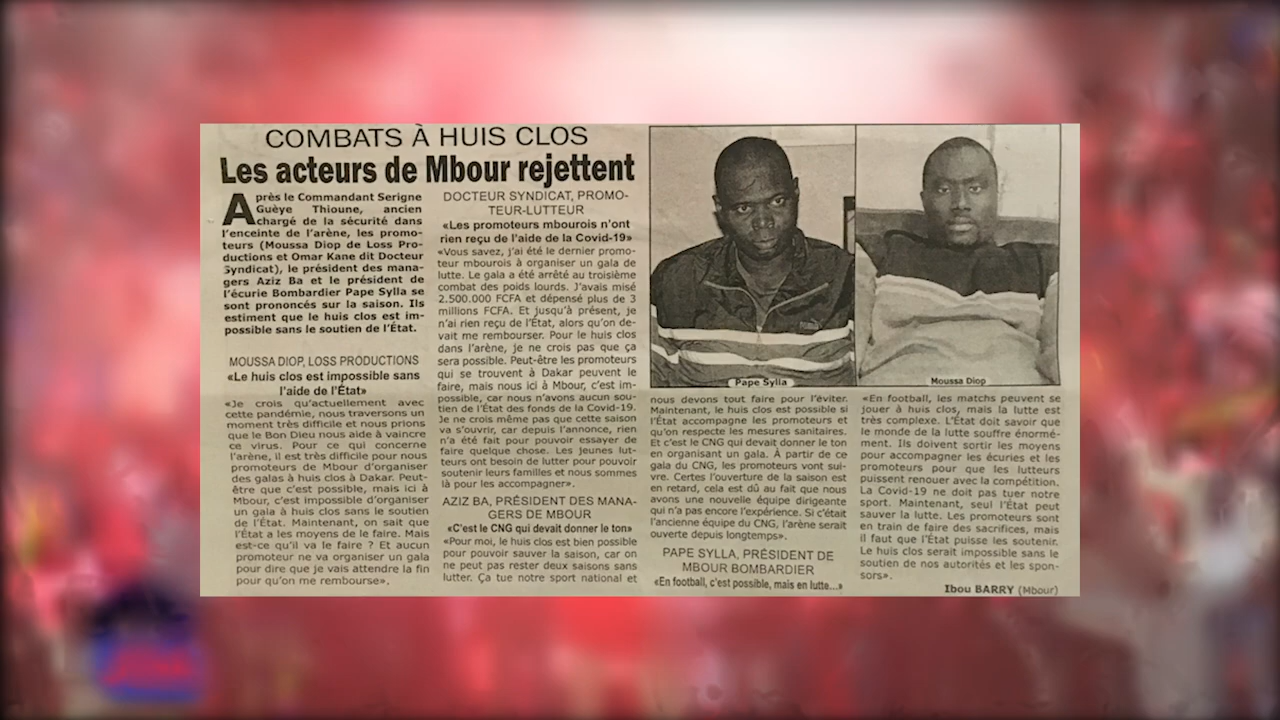 COMBATS À HUIS CLOS
Les acteurs de Mbour rejettent
Après le Commandant Serigne
Guèye Thioune, ancien
chargé de la sécurité dans
l'enceinte de l'arène, les promo-
teurs (Moussa Diop de Loss Pro-
ductions et Omar Kane dit Docteur
Syndicat), le président des mana-
gers Aziz Ba et le président de
l'écurie Bombardier Pape Sylla se
sont prononcés sur la saison. Ils
estiment que le huis clos est im-
possible sans le soutien de l'État.
MOUSSA DIOP, LOSS PRODUCTIONS
«Le huis clos est impossible sans
l'aide de l'État»
«Je crois qu'actuellement avec
cette pandémie, nous traversons un
moment très difficile et nous prions
que le Bon Dieu nous aide à vaincre
ce virus. Pour ce qui concerne
l'arène, il est très difficile pour nous
promoteurs de Mbour d'organiser
des galas à huis clos à Dakar. Peut-
être que c'est possible, mais ici à
Mbour, c'est impossible d'organiser
un gala à huis clos sans le soutien
de l'État. Maintenant, on sait que
l'État a les moyens de le faire. Mais
est-ce qu'il va le faire ? Et aucun
promoteur ne va organiser un gala
pour dire que je vais attendre la fin
pour qu'on me rembourse».
DOCTEUR SYNDICAT, PROMO-
TEUR-LUTTEUR
«Les promoteurs mbourois n'ont
rien reçu de l'aide de la Covid-19»
«Vous savez, j'ai été le dernier promo-
teur mbourois à organiser un gala de
lutte. Le gala a été arrêté au troisième
combat des poids lourds. J'avais misé
2.500.000 FCFA et dépensé plus de 3
millions FCFA. Et jusqu'à présent, je
n'ai rien reçu de l'État, alors qu'on de-
vait me rembourser. Pour le huis clos
dans l'arène, je ne crois pas que ça
sera possible. Peut-être les promoteurs
qui se trouvent à Dakar peuvent le
faire, mais nous ici à Mbour, c'est im-
possible, car nous n'avons aucun sou-
tien de l'État des fonds de la Covid-19.
Je ne crois même pas que cette saison
va s'ouvrir, car depuis l'annonce, rien
n'a été fait pour pouvoir essayer de
faire quelque chose. Les jeunes lut-
teurs ont besoin de lutter pour pouvoir
soutenir leurs familles et nous sommes
là pour les accompagner».
AZIZ BA, PRÉSIDENT DES MANA-
GERS DE MBOUR
«C'est le CNG qui devait donner le ton»
«Pour moi, le huis clos est bien possible
pour pouvoir sauver la saison, car on
ne peut pas rester deux saisons sans
lutter. Ça tue notre sport national et
Pape Sylla
Moussa Diop
nous devons tout faire pour l'éviter.
Maintenant, le huis clos est possible si
l'État accompagne les promoteurs et
qu'on respecte les mesures sanitaires.
Et c'est le CNG qui devait donner le ton
en organisant un gala. À partir de ce
gala du CNG, les promoteurs vont sui-
vre. Certes l'ouverture de la saison est
en retard, cela est dû au fait que nous
avons une nouvelle équipe dirigeante
qui n'a pas encore l'expérience. Si c'était
l'ancienne équipe du CNG, l'arène serait
ouverte depuis longtemps».
PAPE SYLLA, PRÉSIDENT DE
MBOUR BOMBARDIER
«En football, c'est possible, mais en lutte...»
«En football, les matchs peuvent se
jouer à huis clos, mais la lutte est
très complexe. L'État doit savoir que
le monde de la lutte souffre énormé-
ment. Ils doivent sortir les moyens
pour accompagner les écuries et les
promoteurs pour que les lutteurs
puissent renouer avec la compétition.
La Covid-19 ne doit pas tuer notre
sport. Maintenant, seul l'État peut
sauver la lutte. Les promoteurs sont
en train de faire des sacrifices, mais
il faut que l'État puisse les soutenir.
Le huis clos serait impossible sans le
soutien de nos autorités et les spon-
sors».
Ibou BARRY (Mbour)